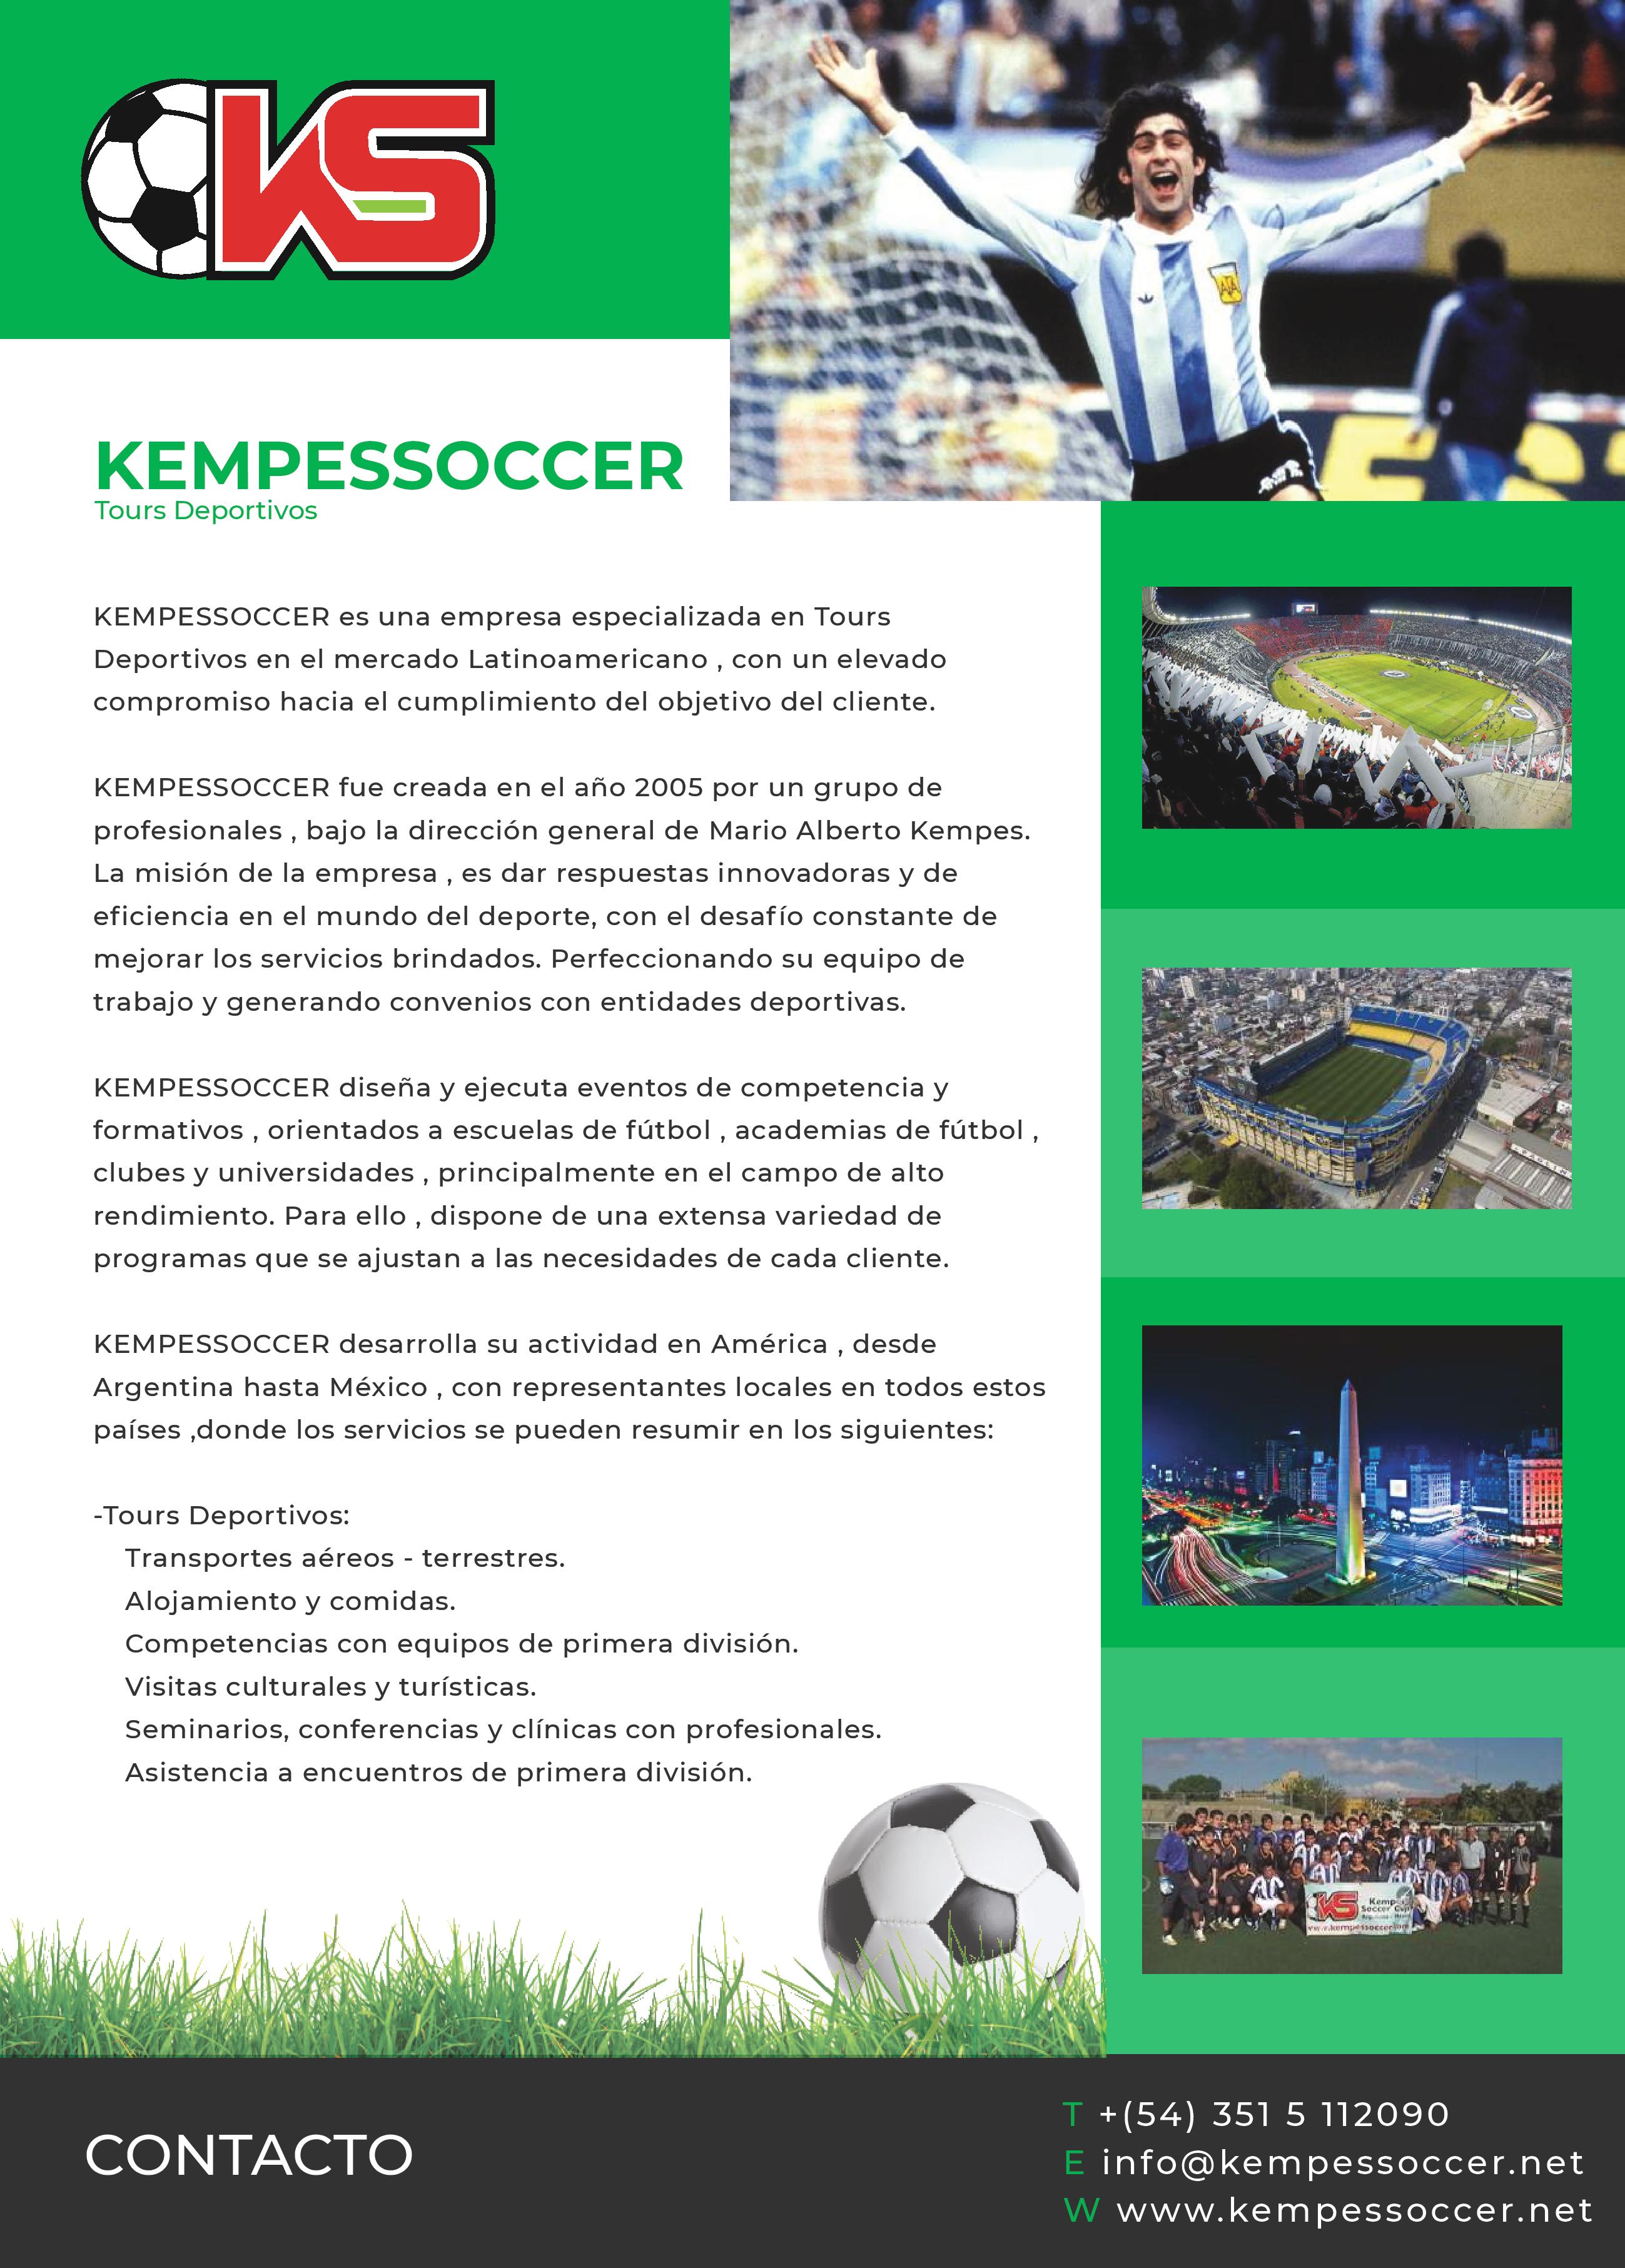 KS
KEMPESSOCCER
Tours Deportivos
KEMPESSOCCER es una empresa especializada en Tours
Deportivos en el mercado Latinoamericano , con un elevado
compromiso hacia el cumplimiento del objetivo del cliente.
KEMPESSOCCER fue creada en el año 2005 por un grupo de
profesionales , bajo la dirección general de Mario Alberto Kempes.
La misión de la empresa , es dar respuestas innovadoras y de
eficiencia en el mundo del deporte, con el desafío constante de
mejorar los servicios brindados. Perfeccionando su equipo de
trabajo y generando convenios con entidades deportivas.
KEMPESSOCCER diseña y ejecuta eventos de competencia y
formativos , orientados a escuelas de fútbol , academias de fútbol ,
clubes y universidades , principalmente en el campo de alto
rendimiento. Para ello , dispone de una extensa variedad de
programas que se ajustan a las necesidades de cada cliente.
KEMPESSOCCER desarrolla su actividad en América , desde
Argentina hasta México , con representantes locales en todos estos
países ,donde los servicios se pueden resumir en los siguientes:
-Tours Deportivos:
Transportes aéreos - terrestres.
Alojamiento y comidas.
Competencias con equipos de primera división.
Visitas culturales y turísticas.
Seminarios, conferencias y clínicas con profesionales.
Asistencia a encuentros de primera división.
AFA
KS
Soccer Cup
CONTACTO
T +(54) 351 5 112090
E info@kempessoccer.net
W www.kempessoccer.net